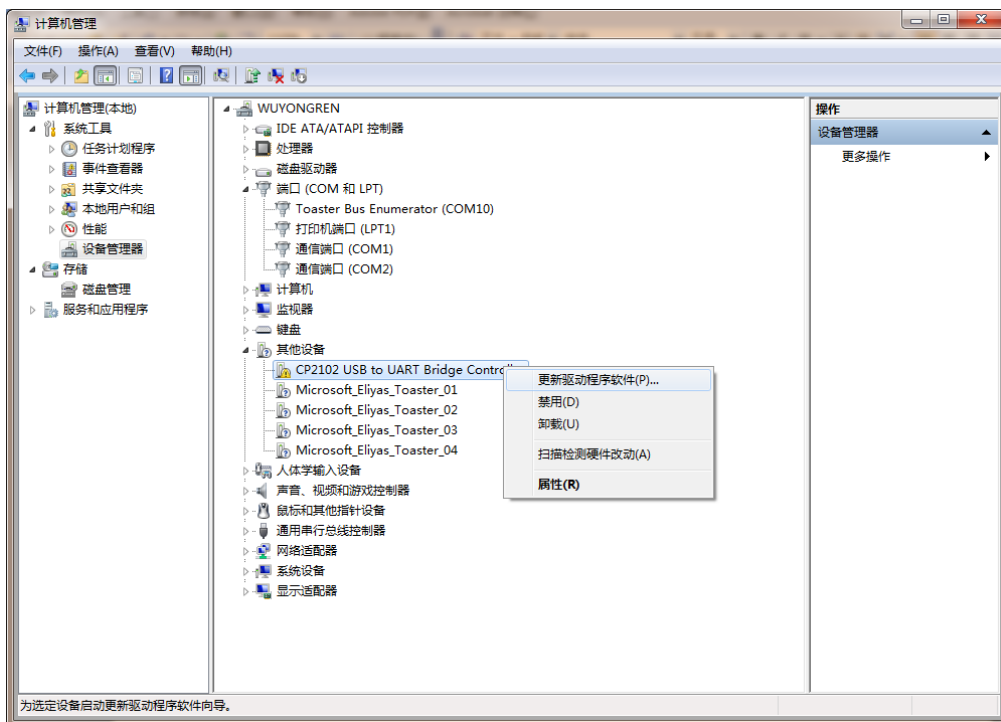 计算机管理
文件(F) 操作(A) 查看(V) 帮助(H)
计算机管理(本地)
系统工具
任务计划程序
事件查看器
共享文件夹
本地用户和组
性能
设备管理器
存储
磁盘管理
服务和应用程序
WUYONGREN
IDE ATA/ATAPI 控制器
处理器
磁盘驱动器
端口 (COM 和 LPT)
Toaster Bus Enumerator (COM10)
打印机端口 (LPT1)
通信端口 (COM1)
通信端口 (COM2)
计算机
监视器
键盘
其他设备
CP2102 USB to UART Bridge Contro
Microsoft_Eliyas_Toaster_01
Microsoft_Eliyas_Toaster_02
Microsoft_Eliyas_Toaster_03
Microsoft_Eliyas_Toaster_04
人体学输入设备
声音、视频和游戏控制器
鼠标和其他指针设备
通用串行总线控制器
网络适配器
系统设备
显示适配器
更新驱动程序软件(P)...
禁用(D)
卸载(U)
扫描检测硬件改动(A)
属性(R)
操作
设备管理器
更多操作
为选定设备启动更新驱动程序软件向导。